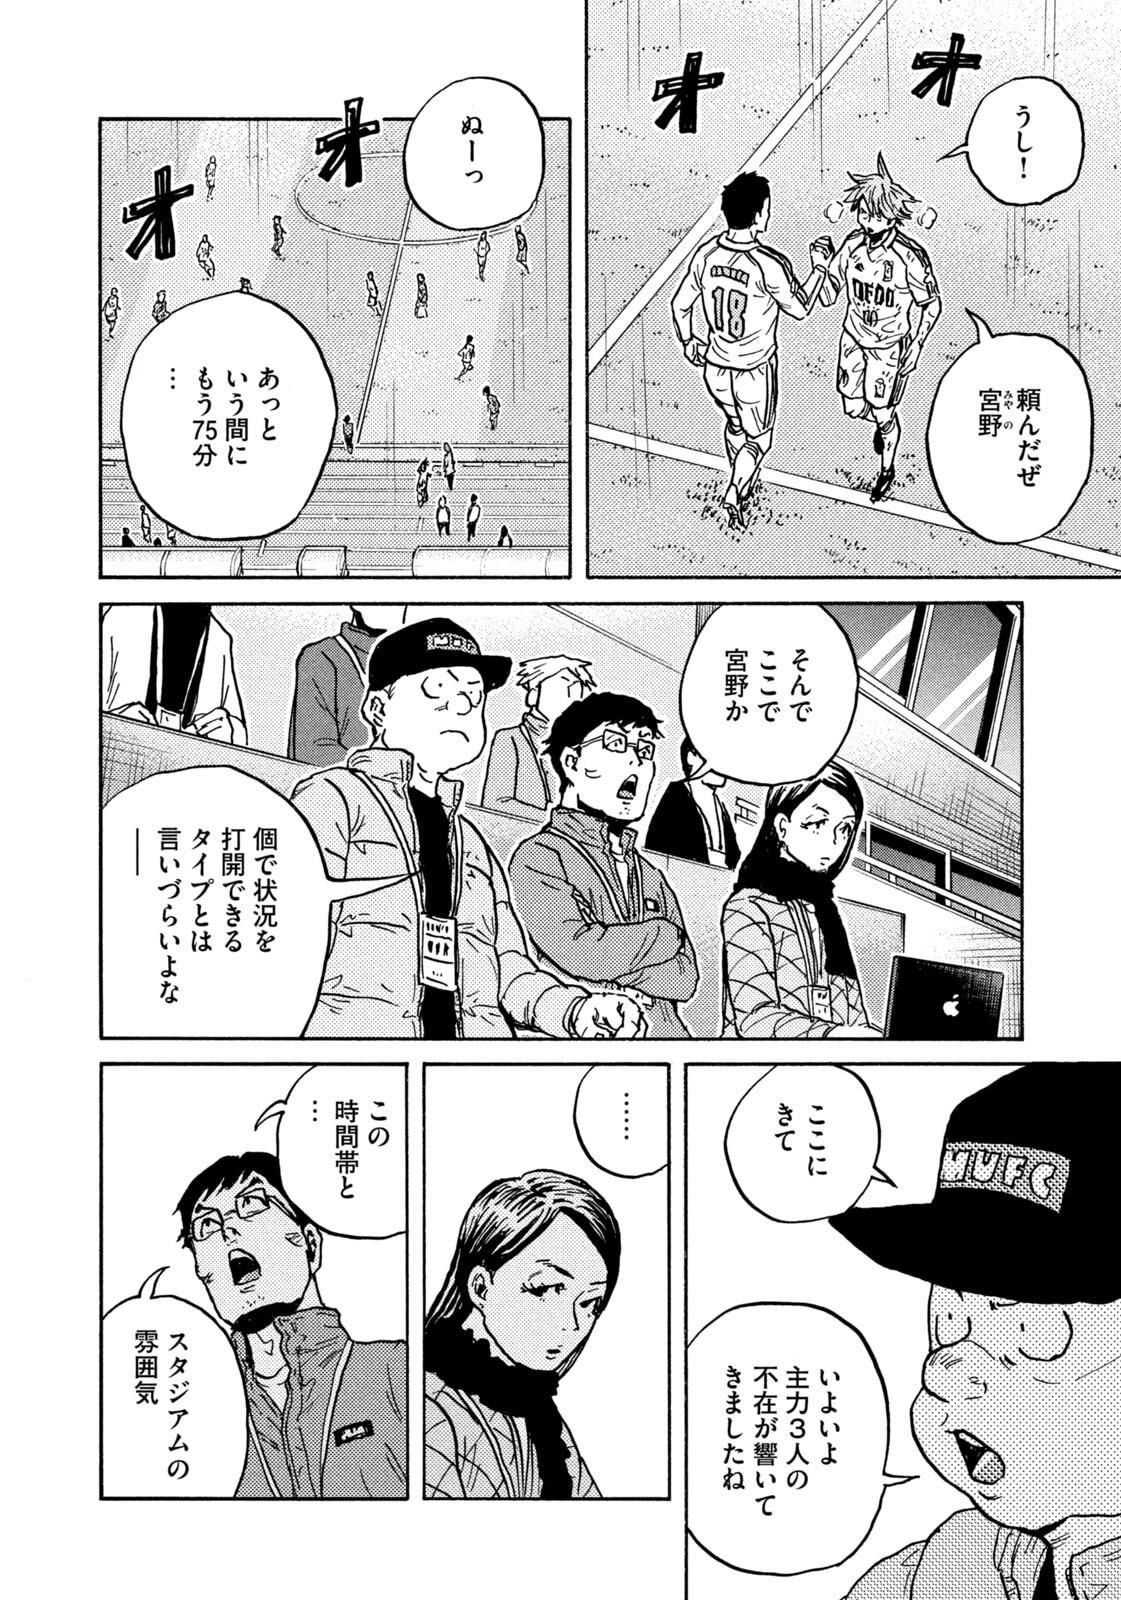 うし!
頼んだぜ
宮野
みやの
オ
オ
18
ぬーっ
オ
オ
あっと
いう間に
もう75分
…
そんで
ここで
宮野か
個で状況を
打開できる
タイプとは
言いづらいよな
──
ここに
きて
MUFC
いよいよ
主力3人の
不在が響いて
きましたね
……
この
時間帯と
…
スタジアムの
雰囲気